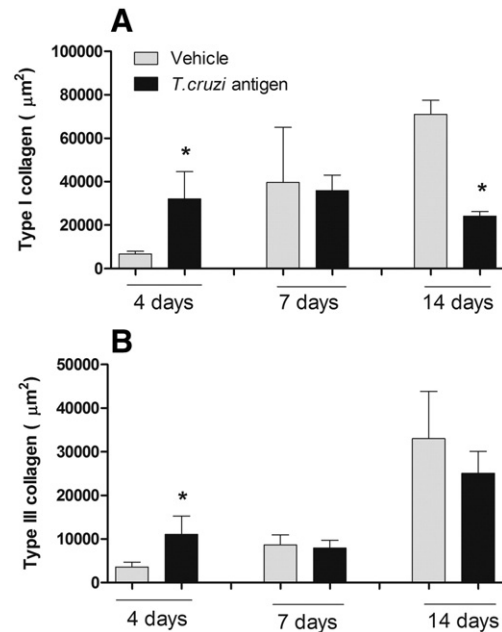 A
Type I collagen ( μm²)
100000
80000
60000
40000
20000
0
Vehicle
T.cruzi antigen
*
*
4 days
7 days
14 days
B
Type III collagen ( μm²)
50000
40000
30000
20000
10000
0
*
4 days
7 days
14 days